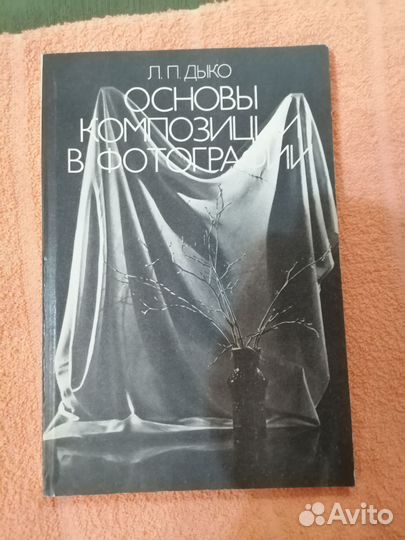 Л. П. ДЫКО
ОСНОВЫ
КОМПОЗИЦИИ
В ФОТОГРАФИИ
Avito